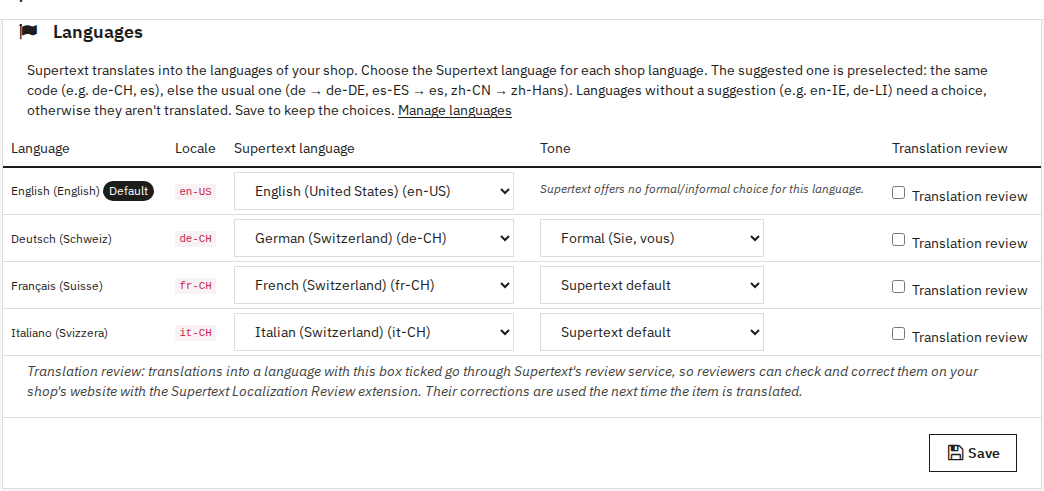 Languages
Supertext translates into the languages of your shop. Choose the Supertext language for each shop language. The suggested one is preselected: the same
code (e.g. de-CH, es), else the usual one (de → de-DE, es-ES → es, zh-CN → zh-Hans). Languages without a suggestion (e.g. en-IE, de-LI) need a choice,
otherwise they aren't translated. Save to keep the choices. Manage languages
Language Locale Supertext language Tone Translation review
English (English) Default en-US English (United States) (en-US) Supertext offers no formal/informal choice for this language. Translation review
Deutsch (Schweiz) de-CH German (Switzerland) (de-CH) Formal (Sie, vous) Translation review
Français (Suisse) fr-CH French (Switzerland) (fr-CH) Supertext default Translation review
Italiano (Svizzera) it-CH Italian (Switzerland) (it-CH) Supertext default Translation review
Translation review: translations into a language with this box ticked go through Supertext's review service, so reviewers can check and correct them on your
shop's website with the Supertext Localization Review extension. Their corrections are used the next time the item is translated.
Save